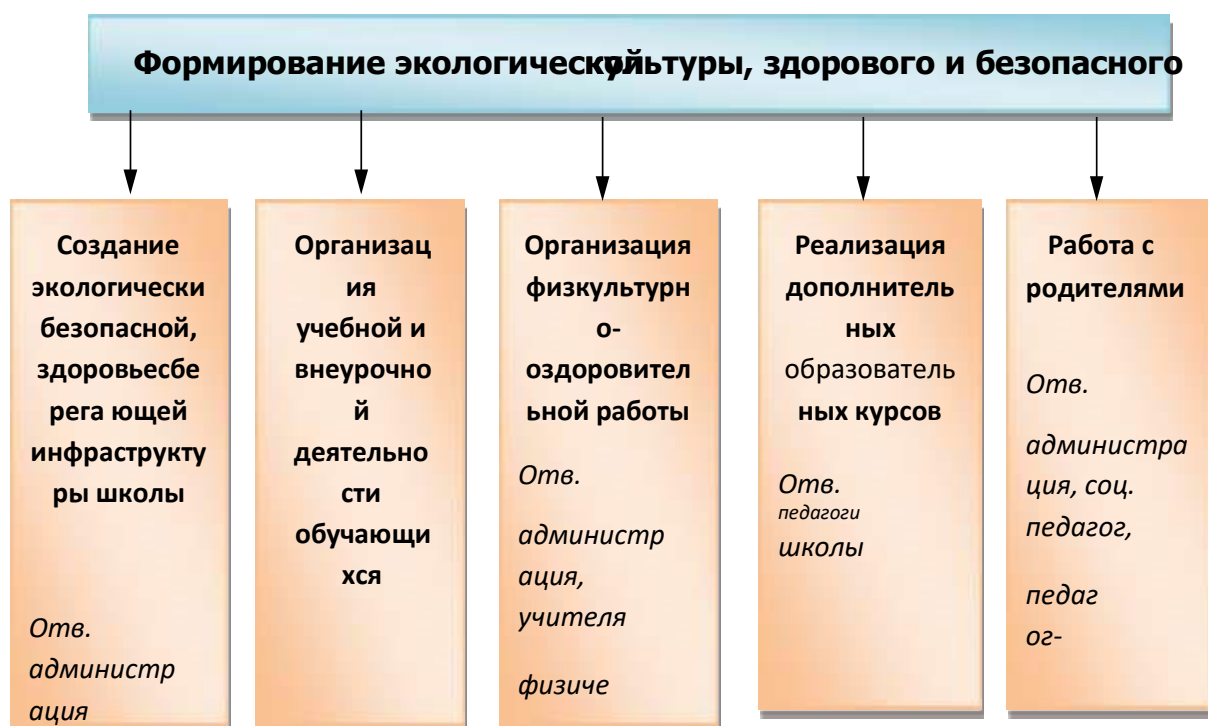 Формирование экологической культуры, здорового и безопасного
Создание
экологически
безопасной,
здоровьесбе
рега ющей
инфраструкту
ры школы
Отв.
администр
ация
Организац
ия
учебной и
внеурочно
й
деятельно
сти
обучающи
хся
Организация
физкультурн
о-
оздоровител
ьной работы
Отв.
администр
ация,
учителя
физиче
Реализация
дополнитель
ных
образователь
ных курсов
Отв.
педагоги
школы
Работа с
родителями
Отв.
администра
ция, соц.
педагог,
педаг
ог-